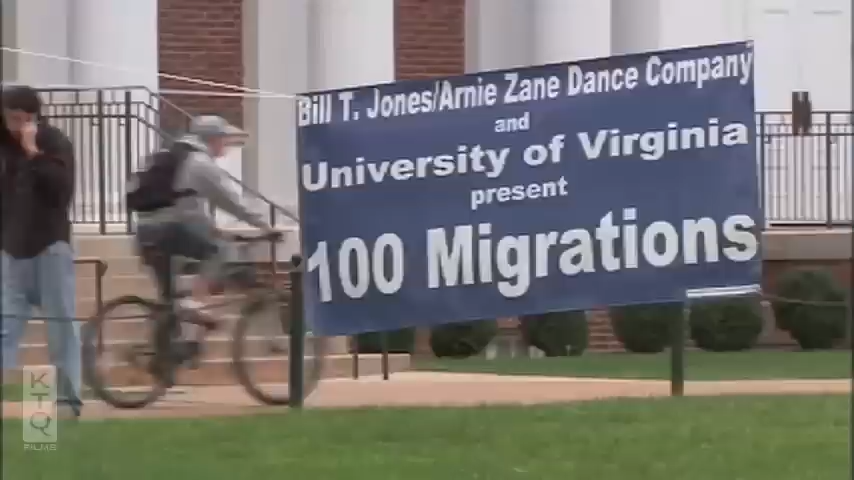 Bill T. Jones/Arnie Zane Dance Company
and
University of Virginia
present
100 Migrations
KTQ
FILMS